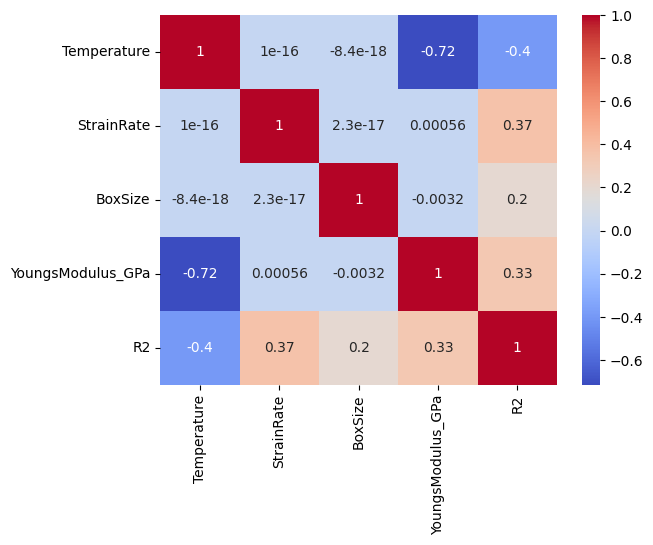 Temperature 1 1e-16 -8.4e-18 -0.72 -0.4
StrainRate 1e-16 1 2.3e-17 0.00056 0.37
BoxSize -8.4e-18 2.3e-17 1 -0.0032 0.2
YoungsModulus_GPa -0.72 0.00056 -0.0032 1 0.33
R2 -0.4 0.37 0.2 0.33 1
Temperature
StrainRate
BoxSize
YoungsModulus_GPa
R2
1.0
0.8
0.6
0.4
0.2
0.0
−0.2
−0.4
−0.6